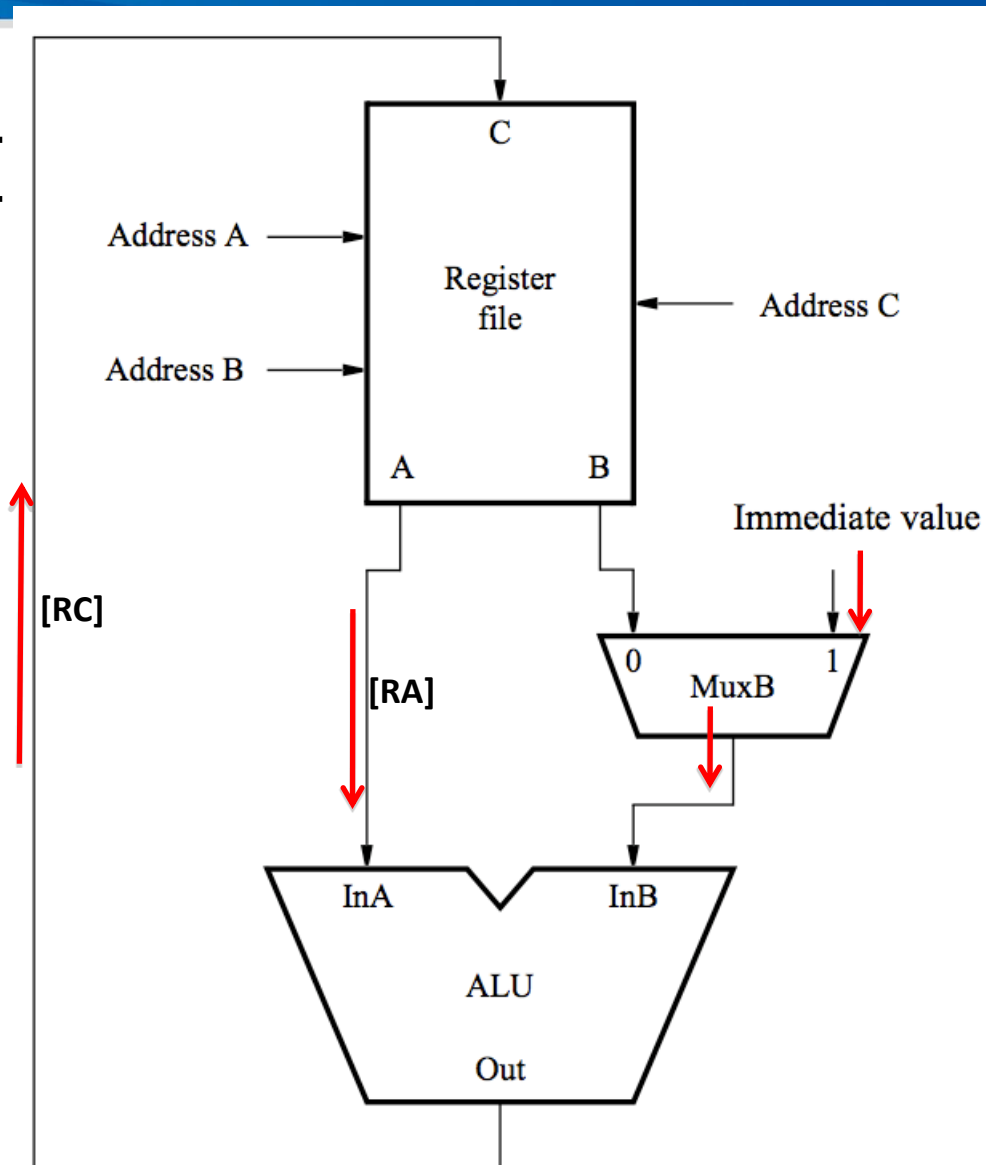 C
Address A
Register
file
Address C
Address B
A
B
Immediate value
[RC]
0
1
MuxB
[RA]
InA
InB
ALU
Out